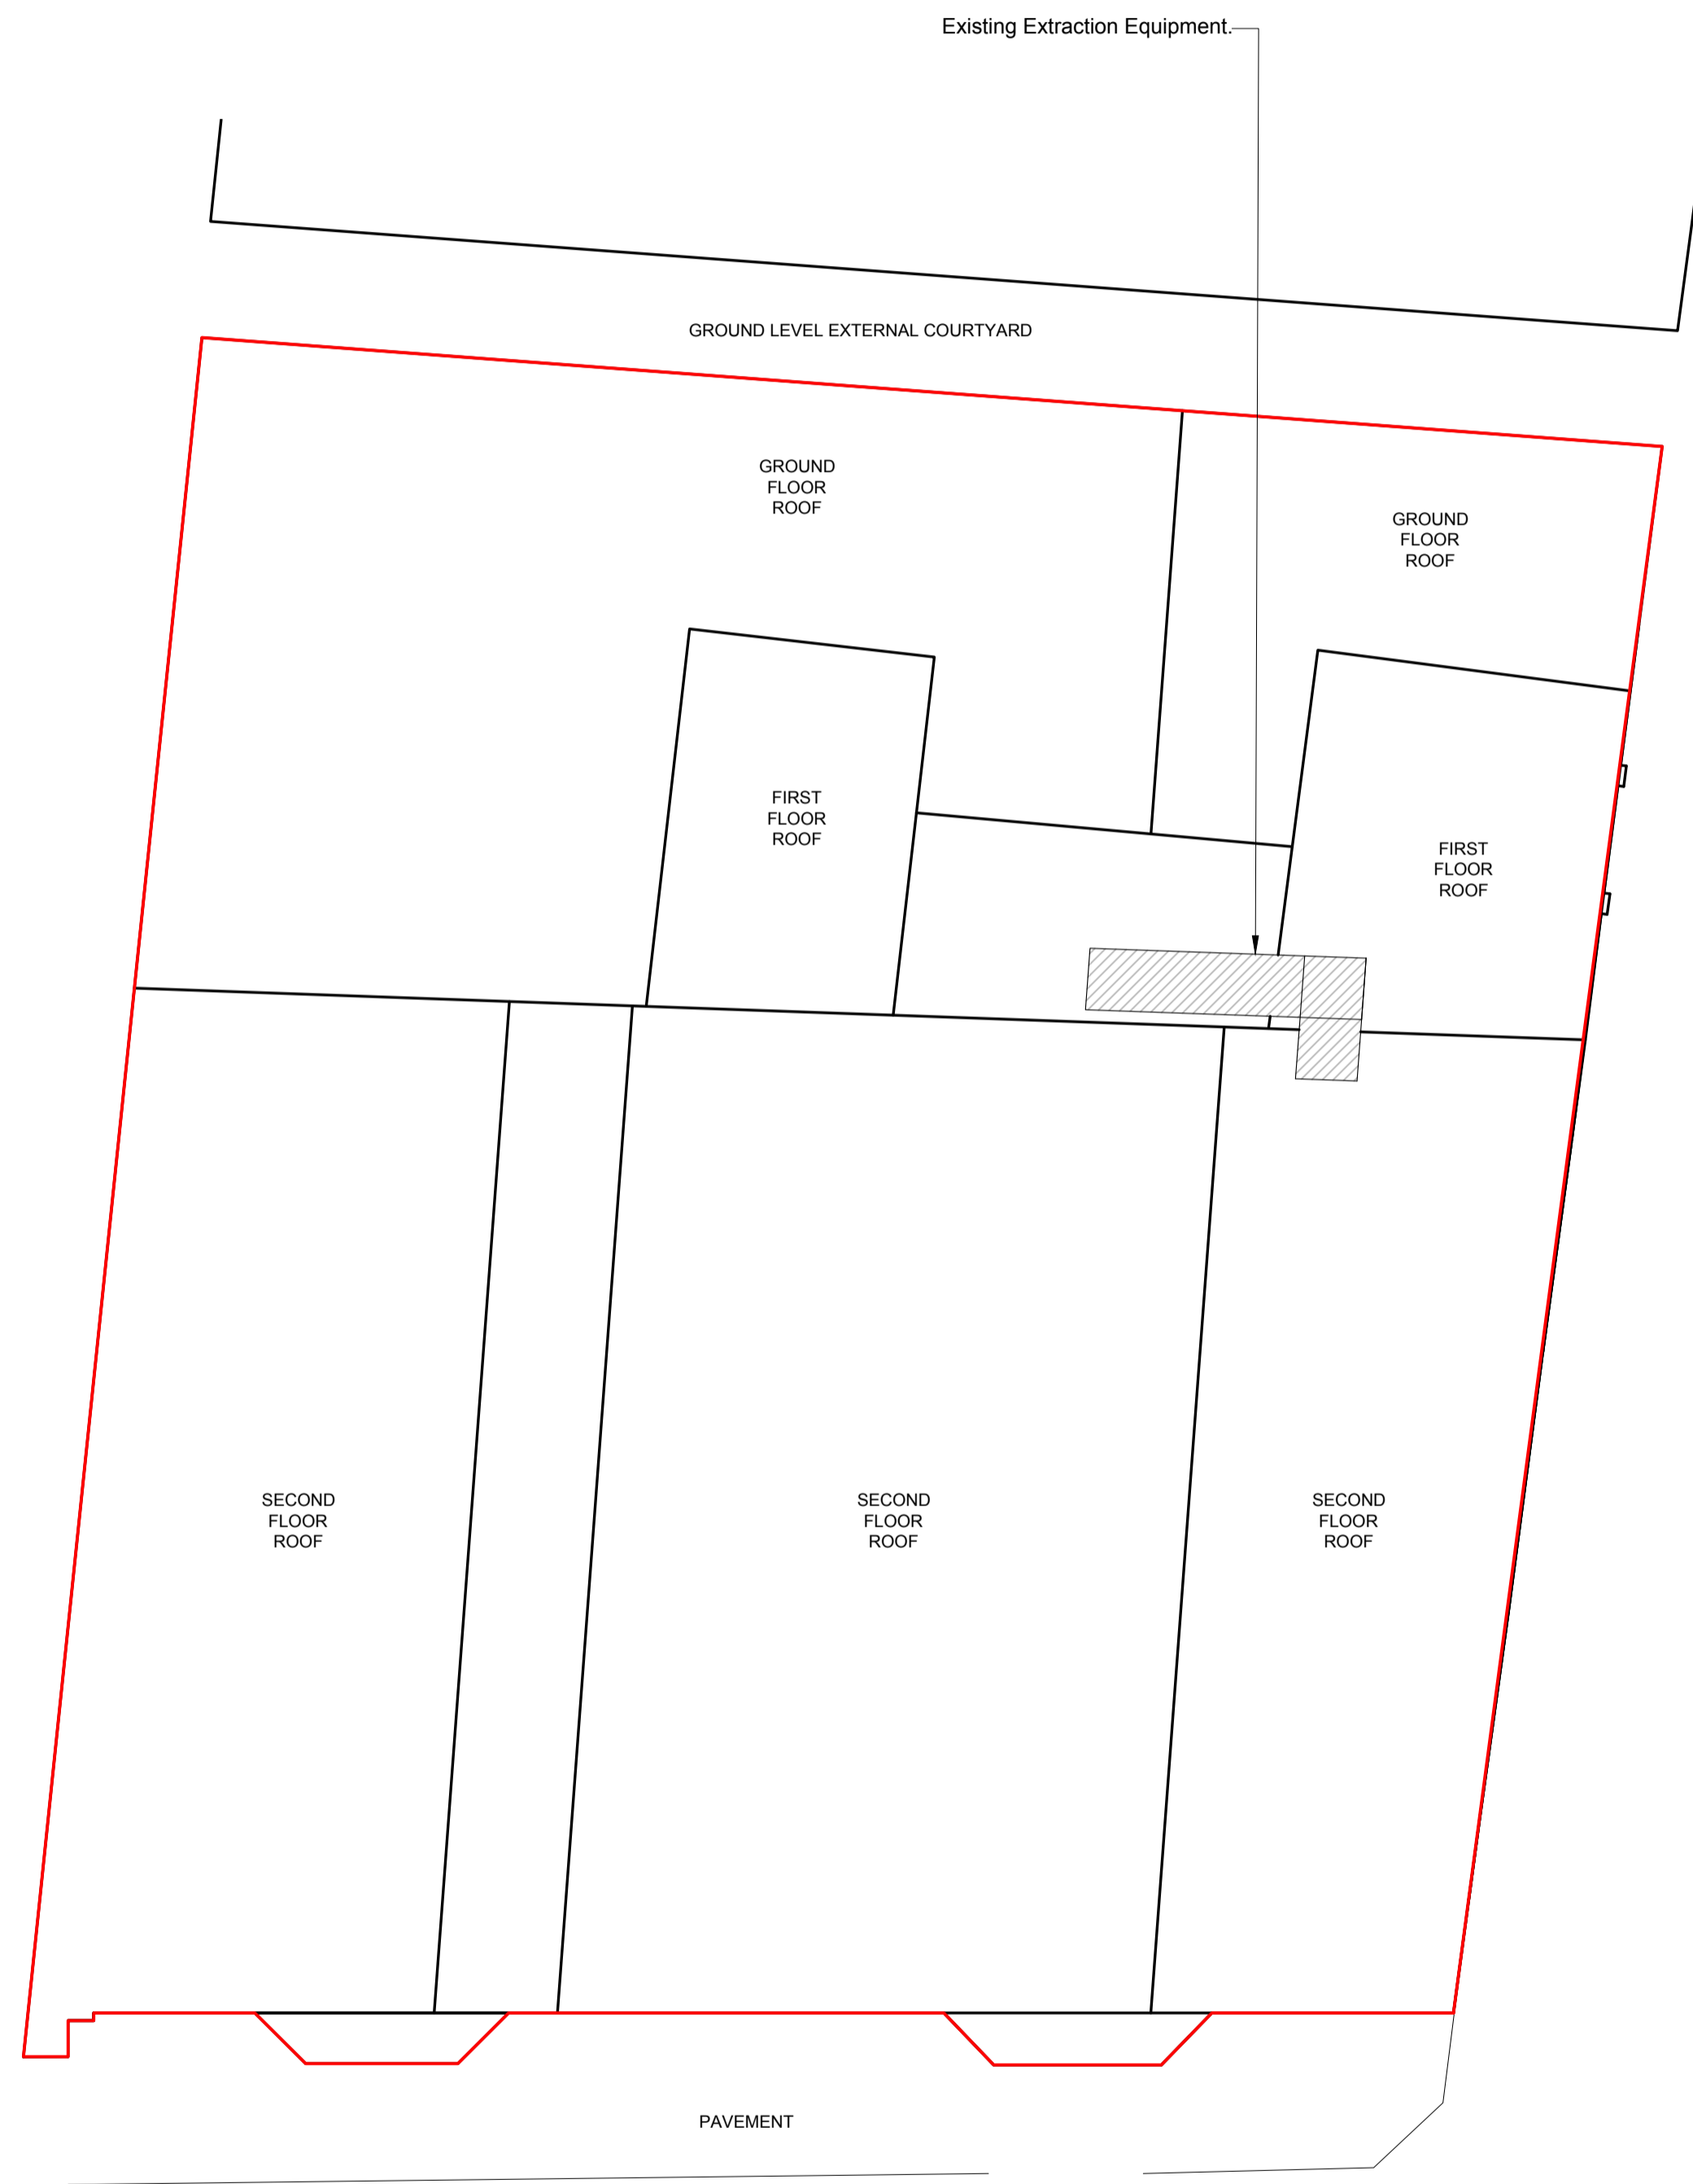 Existing Extraction Equipment.
GROUND LEVEL EXTERNAL COURTYARD
GROUND
FLOOR
ROOF
GROUND
FLOOR
ROOF
FIRST
FLOOR
ROOF
FIRST
FLOOR
ROOF
SECOND
FLOOR
ROOF
SECOND
FLOOR
ROOF
SECOND
FLOOR
ROOF
PAVEMENT